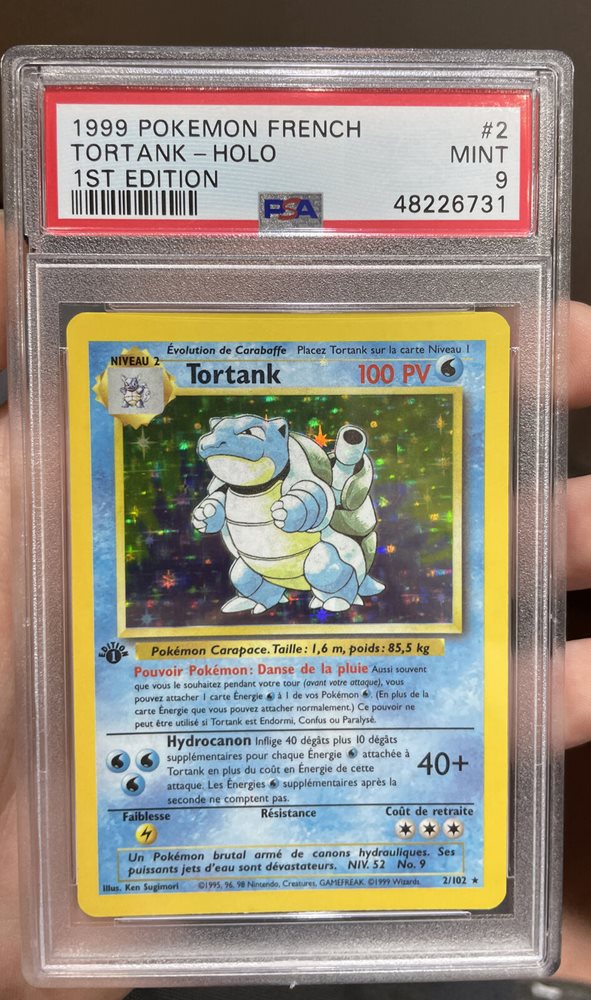 1999 POKEMON FRENCH #2
TORTANK - HOLO MINT
1ST EDITION 9
PSA 48226731
Évolution de Carabaffe Placez Tortank sur la carte Niveau 1
NIVEAU 2
Tortank 100 PV
EDITION 1
Pokémon Carapace. Taille: 1,6 m, poids: 85,5 kg
Pouvoir Pokémon: Danse de la pluie Aussi souvent
que vous le souhaitez pendant votre tour (avant votre attaque), vous
pouvez attacher 1 carte Énergie à 1 de vos Pokémon . (En plus de la
carte Énergie que vous pouvez attacher normalement.) Ce pouvoir ne
peut être utilisé si Tortank est Endormi, Confus ou Paralysé.
Hydrocanon Inflige 40 dégâts plus 10 dégâts
supplémentaires pour chaque Énergie attachée à
Tortank en plus du coût en Énergie de cette
attaque. Les Énergies supplémentaires après la
seconde ne comptent pas.
40+
Faiblesse Résistance Coût de retraite
Un Pokémon brutal armé de canons hydrauliques. Ses
puissants jets d'eau sont dévastateurs. NIV. 52 No. 9
Illus. Ken Sugimori ©1995, 96, 98 Nintendo, Creatures, GAMEFREAK. ©1999 Wizards. 2/102 ★